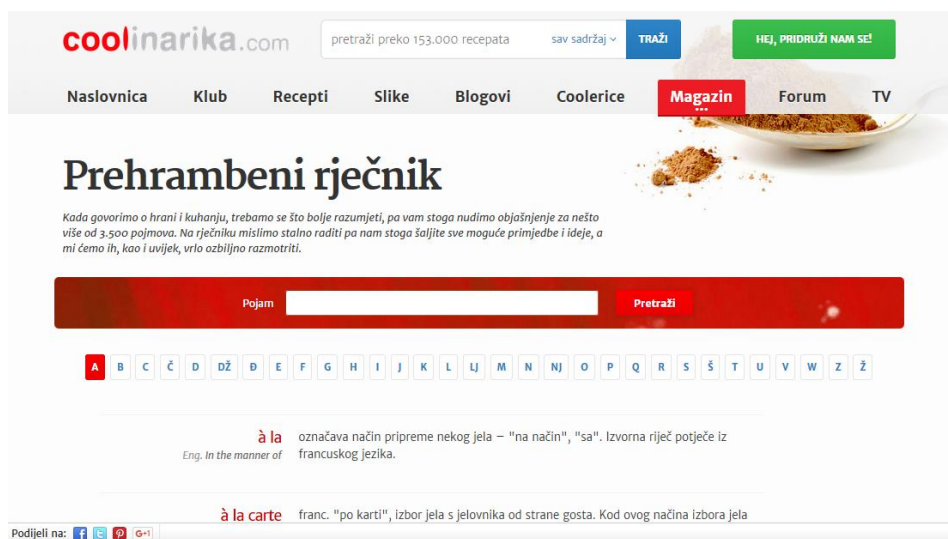 coolinarika.com
pretraži preko 153.000 recepata
sav sadržaj
TRAŽI
HEJ, PRIDRUŽI NAM SE!
Naslovnica Klub Recepti Slike Blogovi Coolerice Magazin Forum TV
Prehrambeni rječnik
Kada govorimo o hrani i kuhanju, trebamo se što bolje razumjeti, pa vam stoga nudimo objašnjenje za nešto
više od 3.500 pojmova. Na rječniku mislimo stalno raditi pa nam stoga šaljite sve moguće primjedbe i ideje, a
mi ćemo ih, kao i uvijek, vrlo ozbiljno razmotriti.
Pojam
Pretraži
A B C Č D DŽ Đ E F G H I J K L LJ M N NJ O P Q R S Š T U V W Z Ž
à la
Eng. In the manner of
označava način pripreme nekog jela – "na način", "sa". Izvorna riječ potječe iz
francuskog jezika.
à la carte
franc. "po karti", izbor jela s jelovnika od strane gosta. Kod ovog načina izbora jela
Podijeli na:
G+1